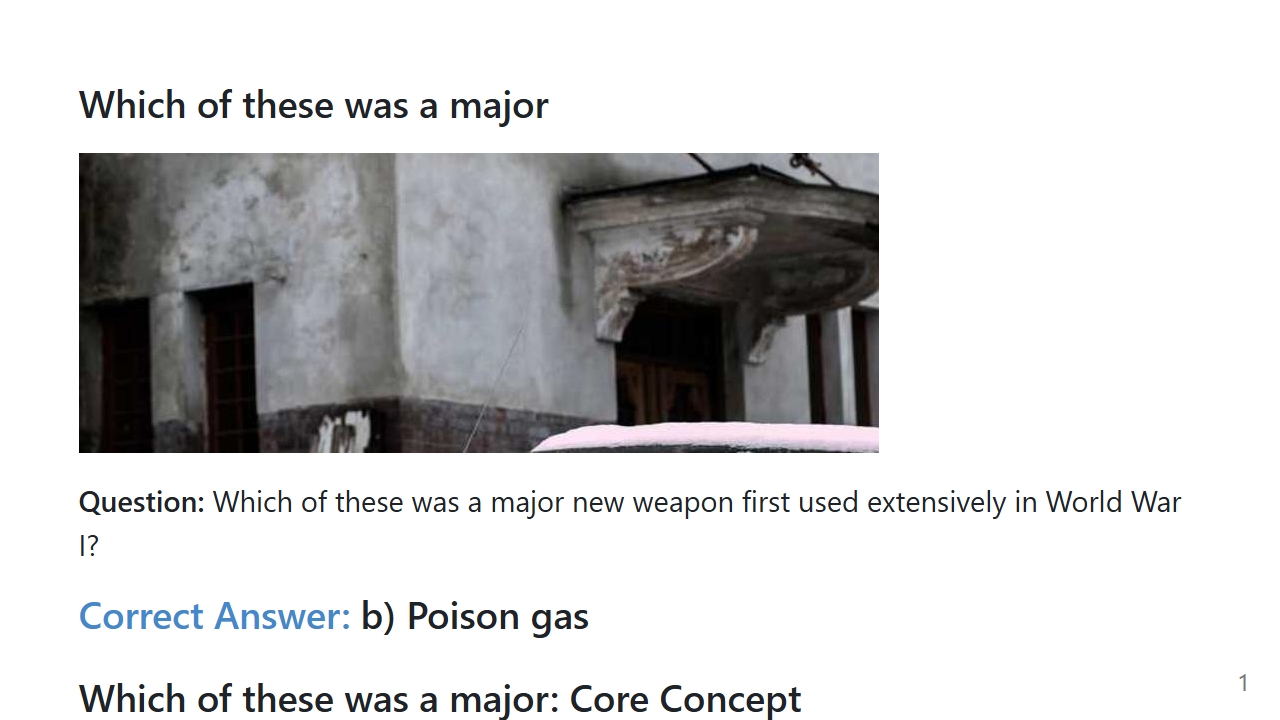 Which of these was a major
Question: Which of these was a major new weapon first used extensively in World War
I?
Correct Answer: b) Poison gas
Which of these was a major: Core Concept
1